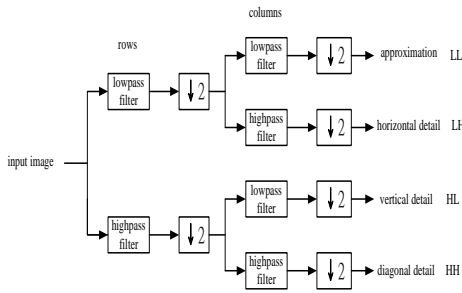 columns
rows
lowpass
filter
↓2
approximation LL
lowpass
filter
↓2
highpass
filter
↓2
horizontal detail LH
input image
lowpass
filter
↓2
vertical detail HL
highpass
filter
↓2
highpass
filter
↓2
diagonal detail HH